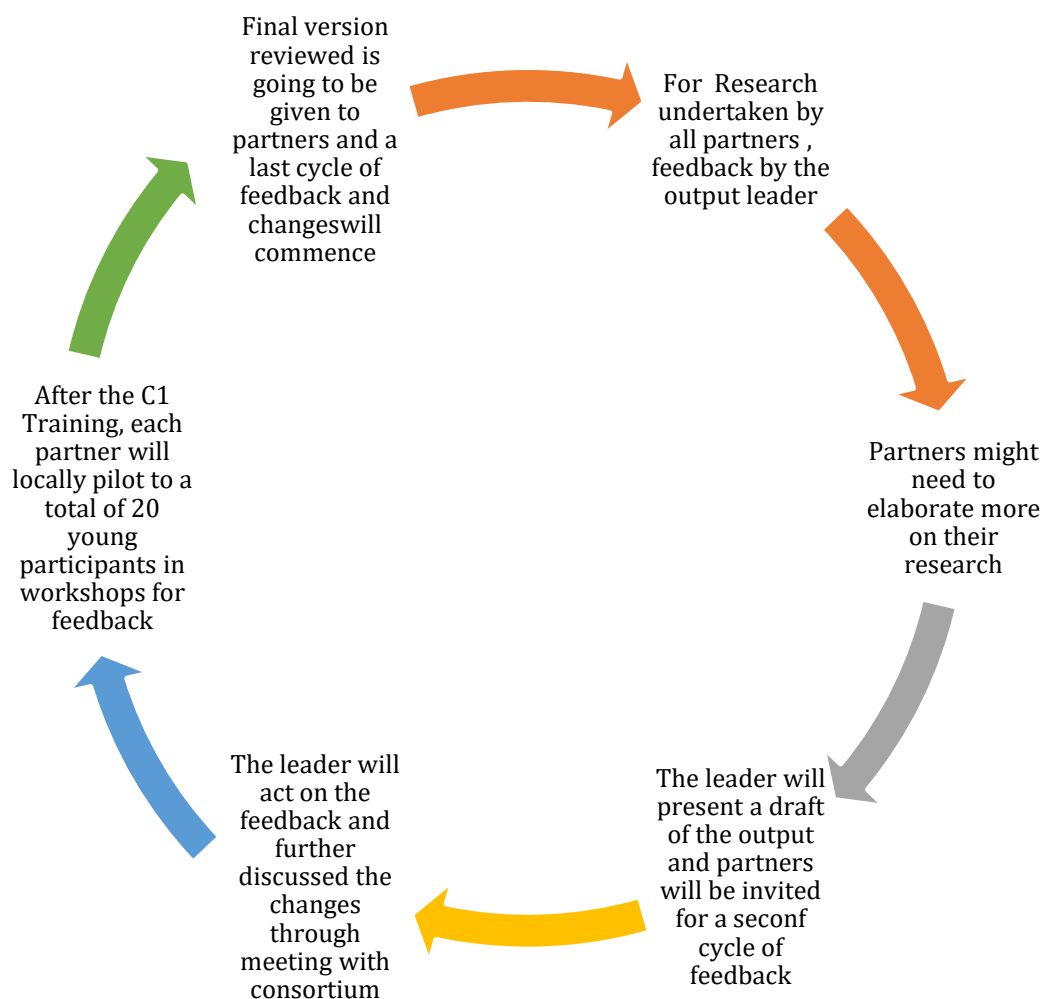 Final version
reviewed is
going to be
given to
partners and a
last cycle of
feedback and
changeswill
commence
For Research
undertaken by
all partners ,
feedback by the
output leader
Partners might
need to
elaborate more
on their
research
The leader will
present a draft
of the output
and partners
will be invited
for a seconf
cycle of
feedback
The leader will
act on the
feedback and
further
discussed the
changes
through
meeting with
consortium
After the C1
Training, each
partner will
locally pilot to a
total of 20
young
participants in
workshops for
feedback